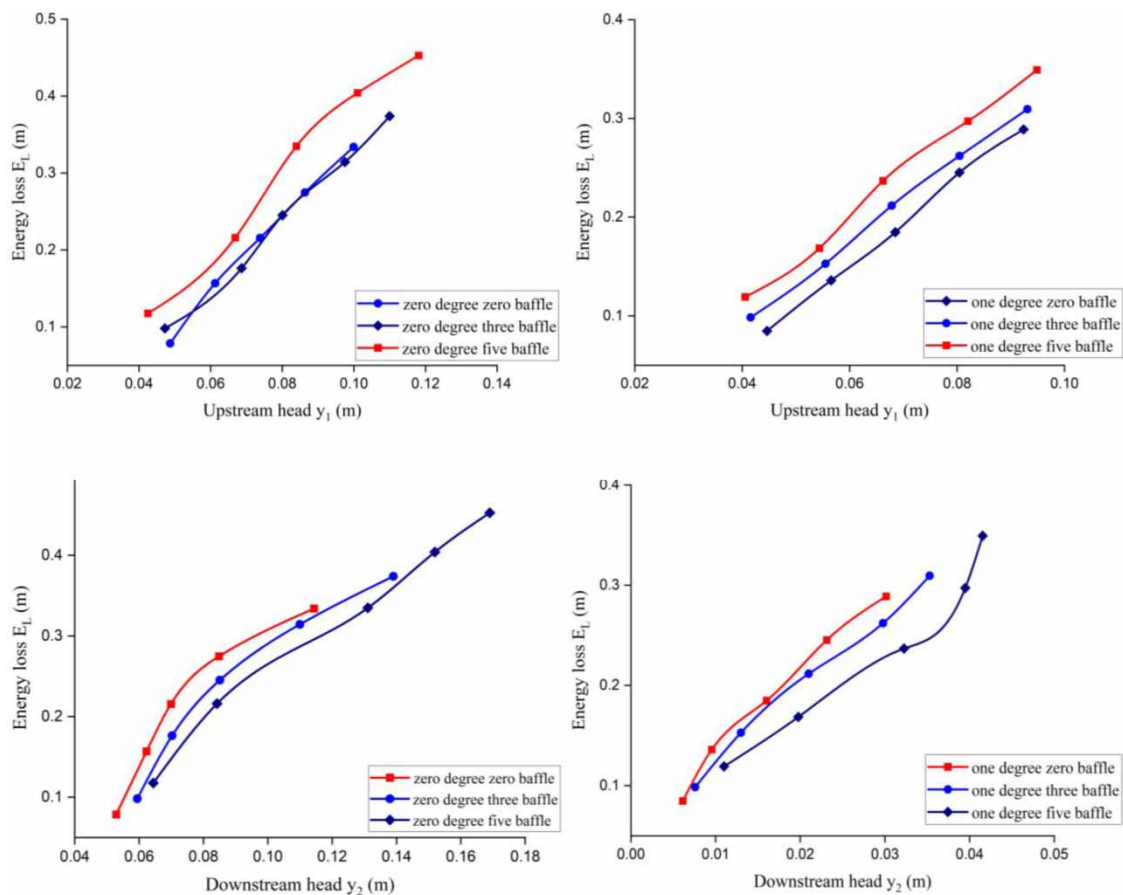 0.5
0.4
0.3
0.2
0.1
Energy loss E_L (m)
0.02 0.04 0.06 0.08 0.10 0.12 0.14
Upstream head y_1 (m)
zero degree zero baffle
zero degree three baffle
zero degree five baffle
0.4
0.3
0.2
0.1
Energy loss E_L (m)
0.02 0.04 0.06 0.08 0.10
Upstream head y_1 (m)
one degree zero baffle
one degree three baffle
one degree five baffle
0.4
0.3
0.2
0.1
Energy loss E_L (m)
0.04 0.06 0.08 0.10 0.12 0.14 0.16 0.18
Downstream head y_2 (m)
zero degree zero baffle
zero degree three baffle
zero degree five baffle
0.4
0.3
0.2
0.1
Energy loss E_L (m)
0.00 0.01 0.02 0.03 0.04 0.05
Downstream head y_2 (m)
one degree zero baffle
one degree three baffle
one degree five baffle